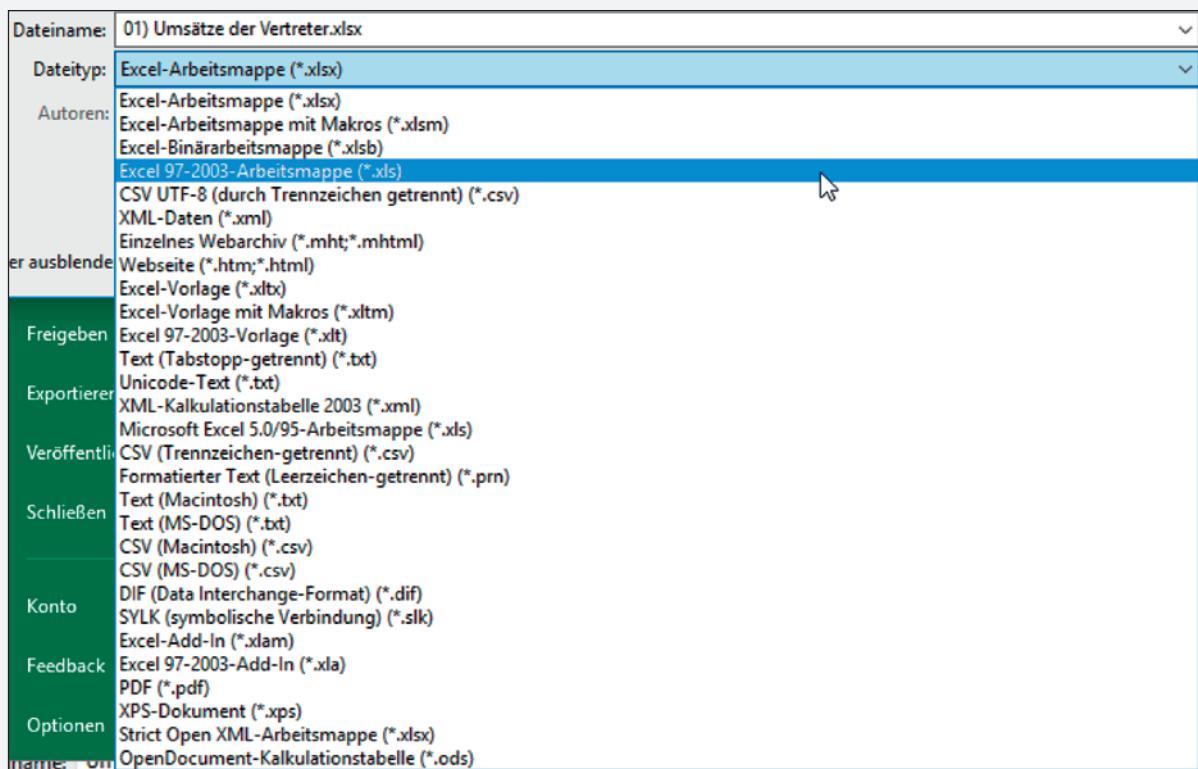 Dateiname: 01) Umsätze der Vertreter.xlsx
Dateityp: Excel-Arbeitsmappe (*.xlsx)
Autoren:
Excel-Arbeitsmappe (*.xlsx)
Excel-Arbeitsmappe mit Makros (*.xlsm)
Excel-Binärarbeitsmappe (*.xlsb)
Excel 97-2003-Arbeitsmappe (*.xls)
CSV UTF-8 (durch Trennzeichen getrennt) (*.csv)
XML-Daten (*.xml)
Einzelnes Webarchiv (*.mht;*.mhtml)
er ausblende
Webseite (*.htm;*.html)
Excel-Vorlage (*.xltx)
Excel-Vorlage mit Makros (*.xltm)
Freigeben
Excel 97-2003-Vorlage (*.xlt)
Text (Tabstopp-getrennt) (*.txt)
Unicode-Text (*.txt)
Exportierer
XML-Kalkulationstabelle 2003 (*.xml)
Microsoft Excel 5.0/95-Arbeitsmappe (*.xls)
Veröffentli
CSV (Trennzeichen-getrennt) (*.csv)
Formatierter Text (Leerzeichen-getrennt) (*.prn)
Text (Macintosh) (*.txt)
Schließen
Text (MS-DOS) (*.txt)
CSV (Macintosh) (*.csv)
CSV (MS-DOS) (*.csv)
DIF (Data Interchange-Format) (*.dif)
Konto
SYLK (symbolische Verbindung) (*.slk)
Excel-Add-In (*.xlam)
Feedback
Excel 97-2003-Add-In (*.xla)
PDF (*.pdf)
XPS-Dokument (*.xps)
Optionen
Strict Open XML-Arbeitsmappe (*.xlsx)
OpenDocument-Kalkulationstabelle (*.ods)